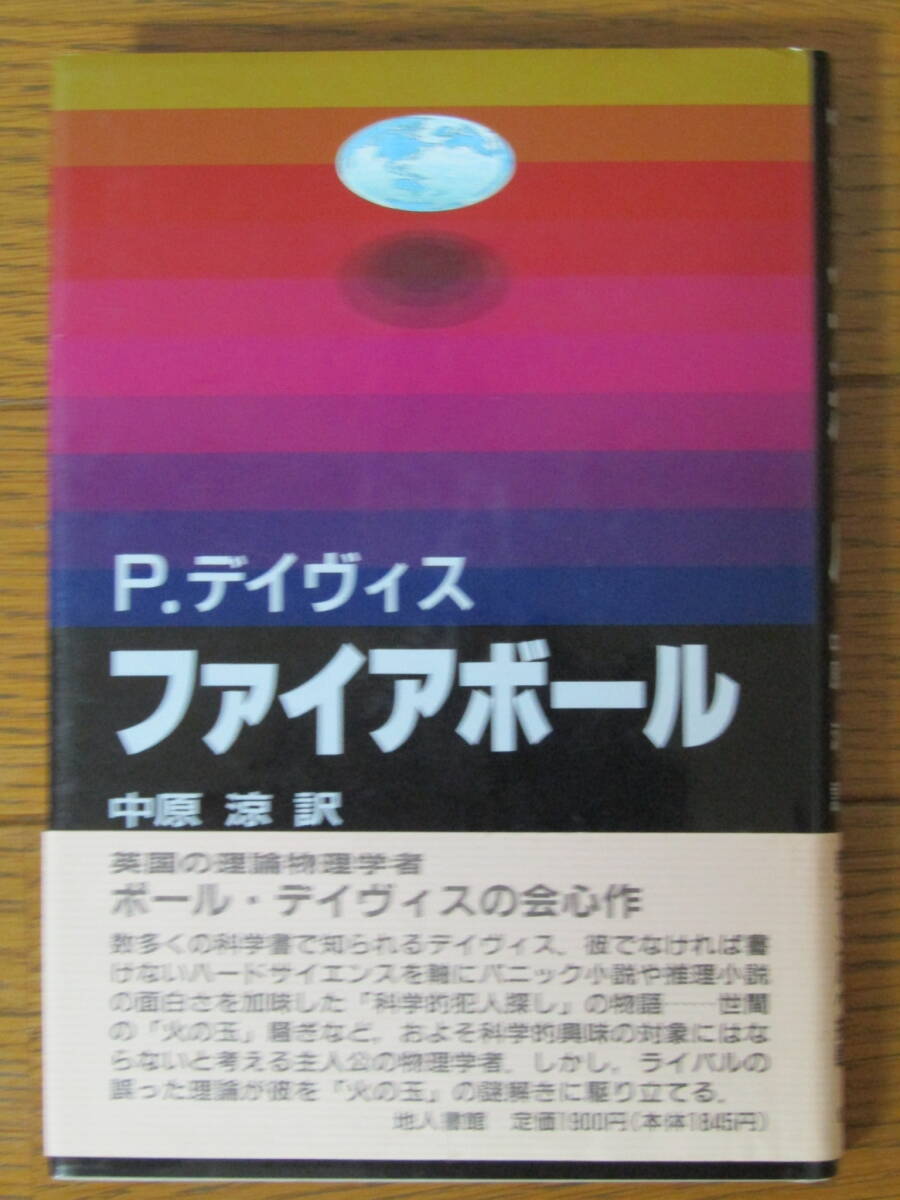 P.デイヴィス
ファイアボール
中原 涼 訳
英国の理論物理学者
ポール・デイヴィスの会心作
数多くの科学書で知られるデイヴィス、彼でなければ書
けないハードサイエンスを軸にパニック小説や推理小説
の面白さを加味した「科学的犯人探し」の物語——世間
の「火の玉」騒ぎなど,およそ科学的興味の対象にはな
らないと考える主人公の物理学者.しかし,ライバルの
誤った理論が彼を「火の玉」の謎解きに駆り立てる.
地人書館 定価1900円(本体1845円)